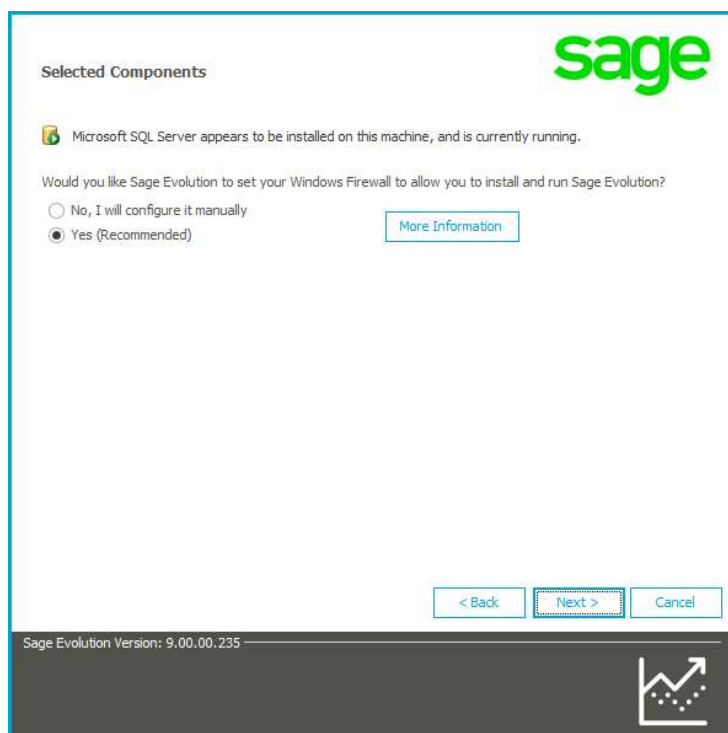 sage
Selected Components
Microsoft SQL Server appears to be installed on this machine, and is currently running.
Would you like Sage Evolution to set your Windows Firewall to allow you to install and run Sage Evolution?
No, I will configure it manually
Yes (Recommended)
More Information
< Back
Next >
Cancel
Sage Evolution Version: 9.00.00.235